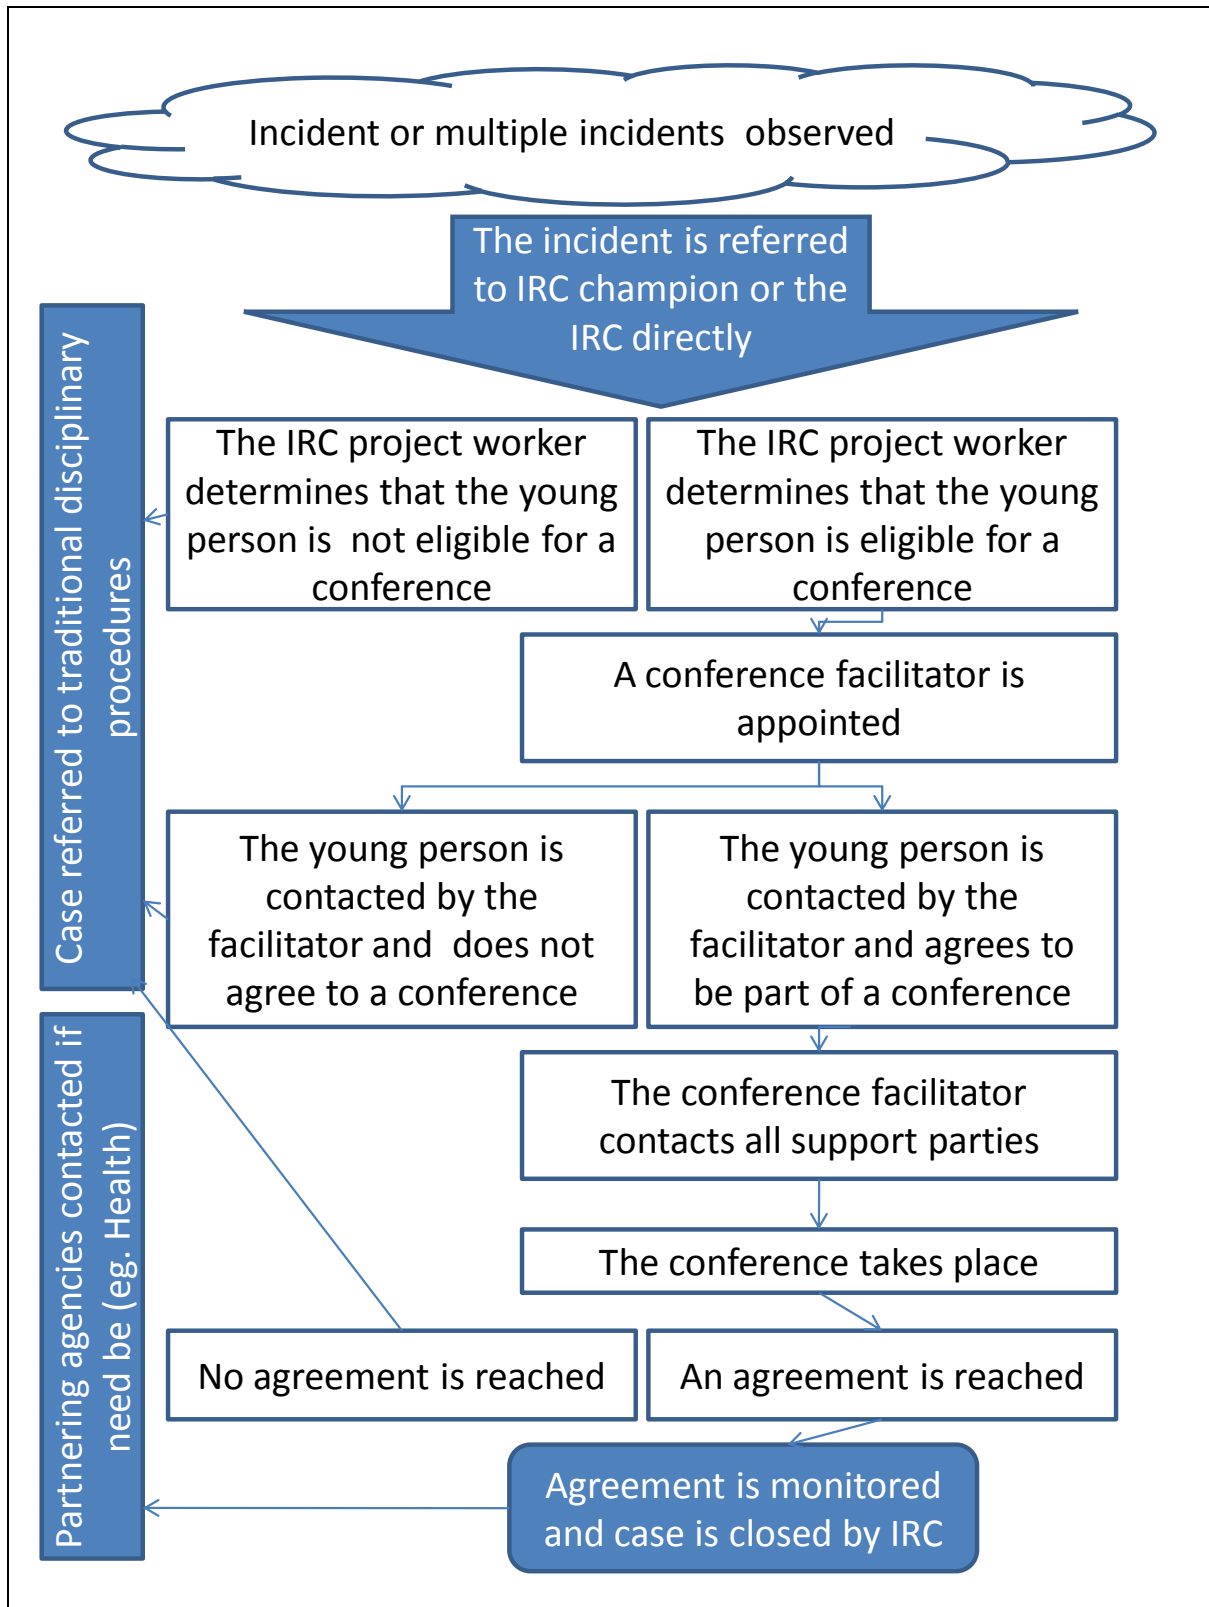 Incident or multiple incidents  observed
The incident is referred
to IRC champion or the
IRC directly
Case referred to traditional disciplinary
procedures
The IRC project worker
determines that the young
person is  not eligible for a
conference
The IRC project worker
determines that the young
person is eligible for a
conference
A conference facilitator is
appointed
The young person is
contacted by the
facilitator and  does not
agree to a conference
The young person is
contacted by the
facilitator and agrees to
be part of a conference
Partnering agencies contacted if
need be (eg. Health)
The conference facilitator
contacts all support parties
The conference takes place
No agreement is reached
An agreement is reached
Agreement is monitored
and case is closed by IRC